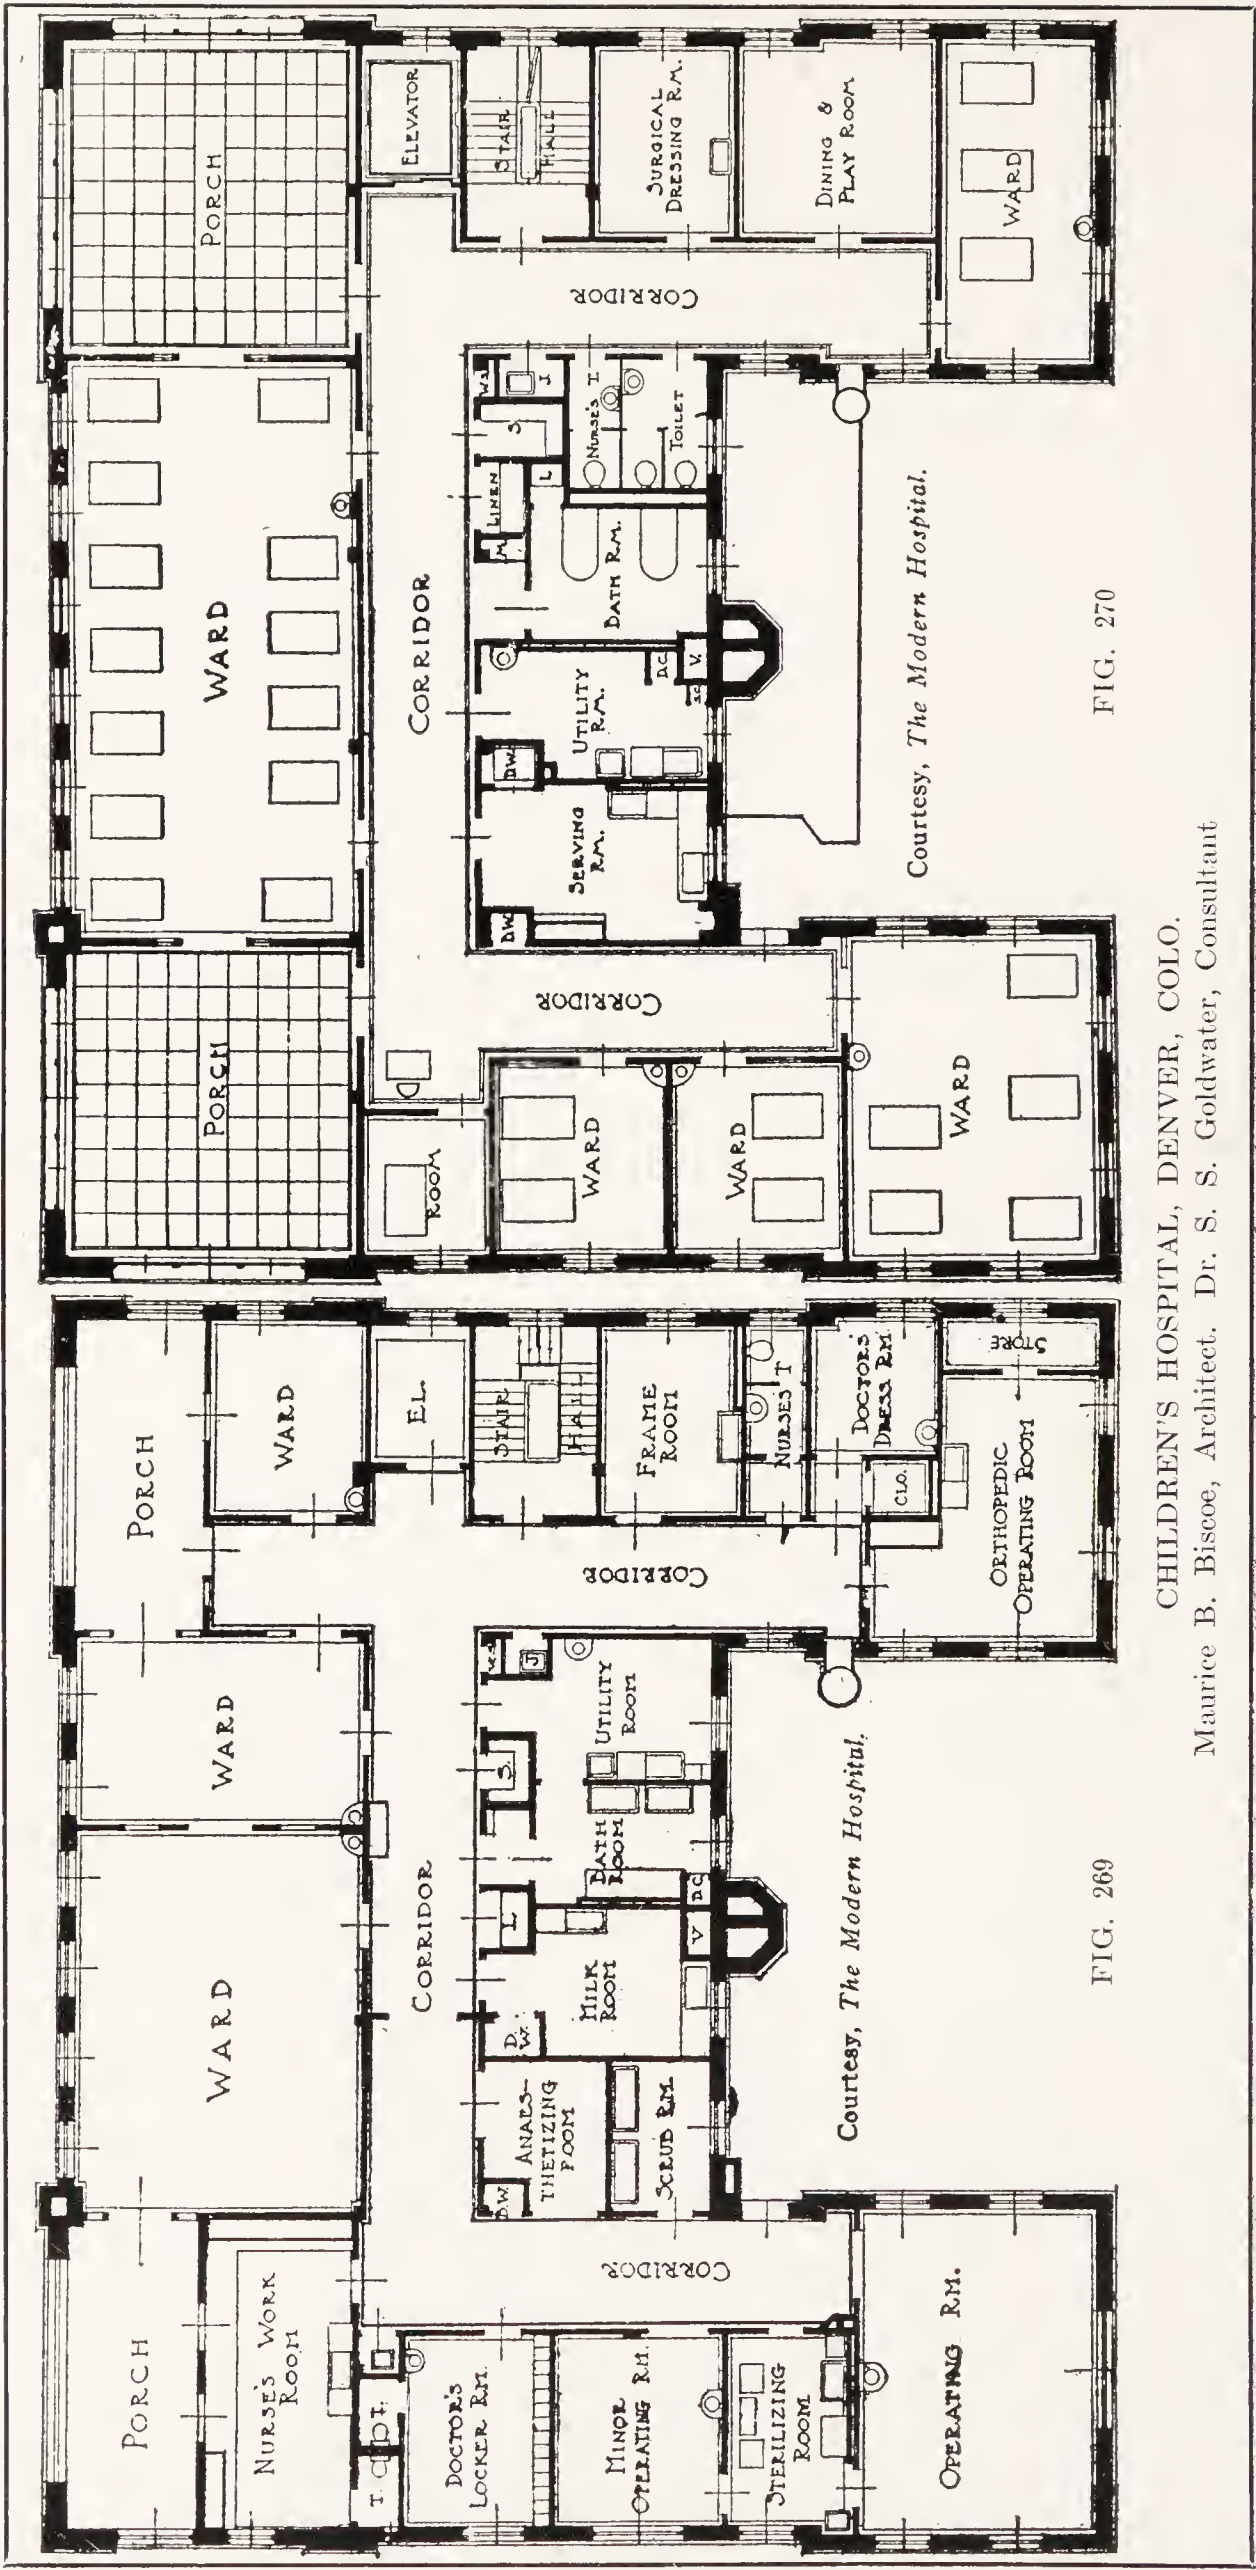 PORCH
PORCH
NURSE'S WORK
ROOM
WARD
WARD
WARD
T.
T.
DOCTOR'S
LOCKER RM.
MINOR
OPERATING RM.
STERILIZING
ROOM
OPERATING RM.
CORRIDOR
CORRIDOR
CORRIDOR
D.W.
ANAES-
THETIZING
ROOM
SCRUB RM.
D.
W.
MILK
ROOM
V
D.C.
L.
BATH
ROOM
S.
UTILITY
ROOM
J
EL.
STAIR
HALL
FRAME
ROOM
NURSES T
DOCTORS
DRESS RM
CLO.
STORE
ORTHOPEDIC
OPERATING ROOM
Courtesy, The Modern Hospital.
FIG. 269
PORCH
WARD
PORCH
ROOM
WARD
WARD
WARD
CORRIDOR
CORRIDOR
CORRIDOR
D.W.
SERVING
RM.
D.W.
UTILITY
RM.
D.C.
V.
BATH RM.
M
LINEN
L
S
J.
NURSE'S T.
TOILET
ELEVATOR
STAIR
HALL
SURGICAL
DRESSING RM.
DINING &
PLAY ROOM
WARD
Courtesy, The Modern Hospital.
FIG. 270
CHILDREN'S HOSPITAL, DENVER, COLO.
Maurice B. Biscoe, Architect. Dr. S. S. Goldwater, Consultant